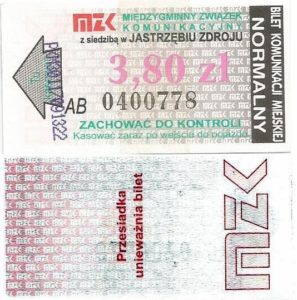 MZK MIĘDZYGMINNY ZWIĄZEK
KOMUNIKACYJNY
z siedzibą w JASTRZĘBIU ZDROJU
3,80 zł
AB 0400778
ZACHOWAĆ DO KONTROLI
Kasować zaraz po wejściu do pojazdu
BILET KOMUNIKACJI MIEJSKIEJ
NORMALNY
Przesiadka
unieważnia bilet
MZK